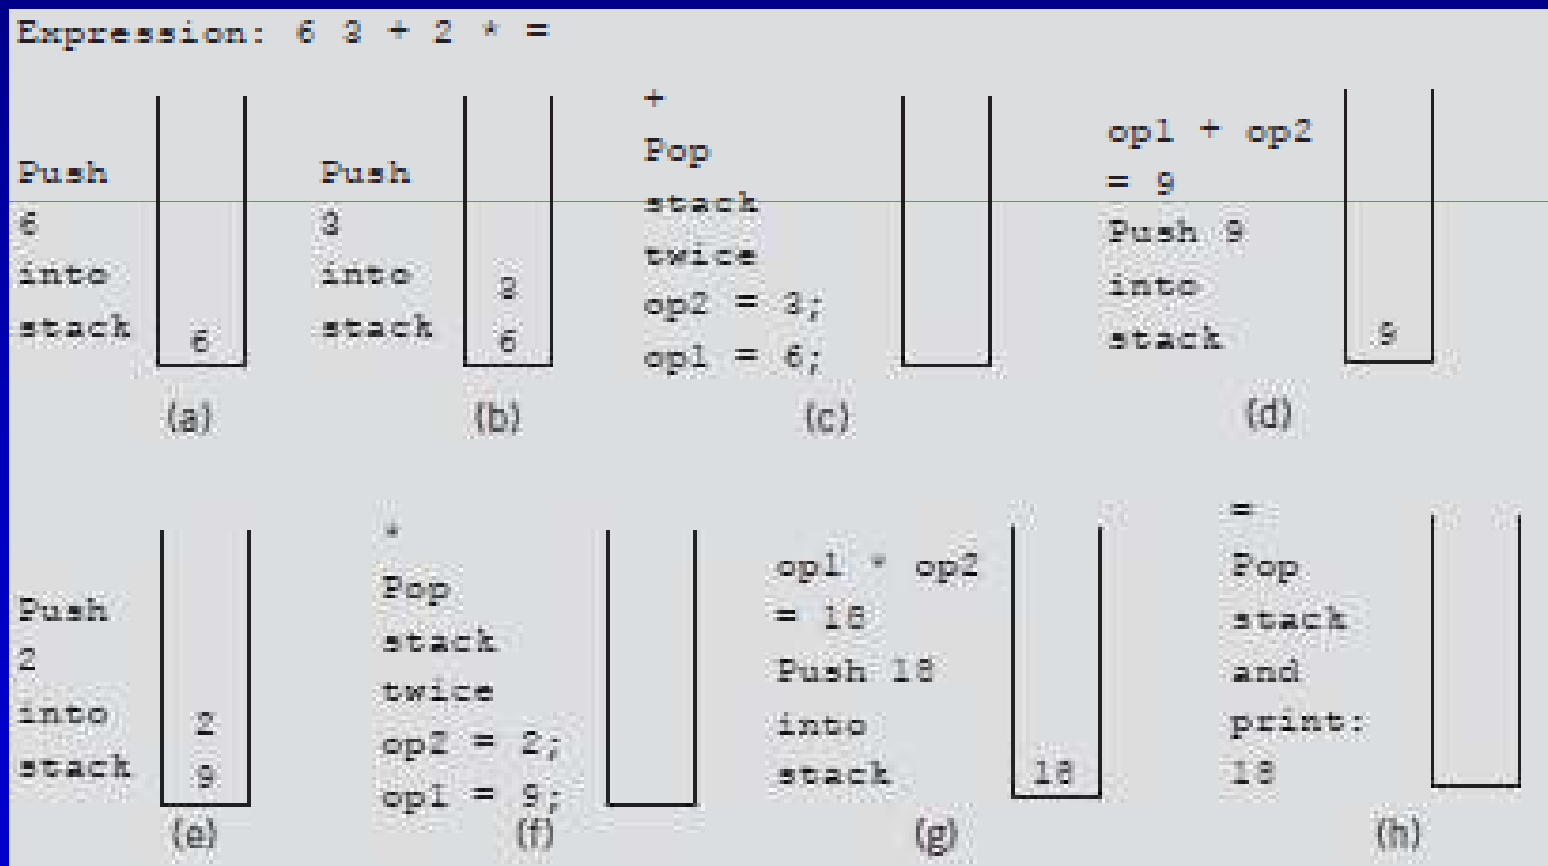 Expression: 6 3 + 2 * =
Push
6
into
stack
6
(a)
Push
3
into
stack
3
6
(b)
+
Pop
stack
twice
op2 = 3;
op1 = 6;
(c)
op1 + op2
= 9
Push 9
into
stack
9
(d)
Push
2
into
stack
2
9
(e)
*
Pop
stack
twice
op2 = 2;
op1 = 9;
(f)
op1 * op2
= 18
Push 18
into
stack
18
(g)
=
Pop
stack
and
print:
18
(h)